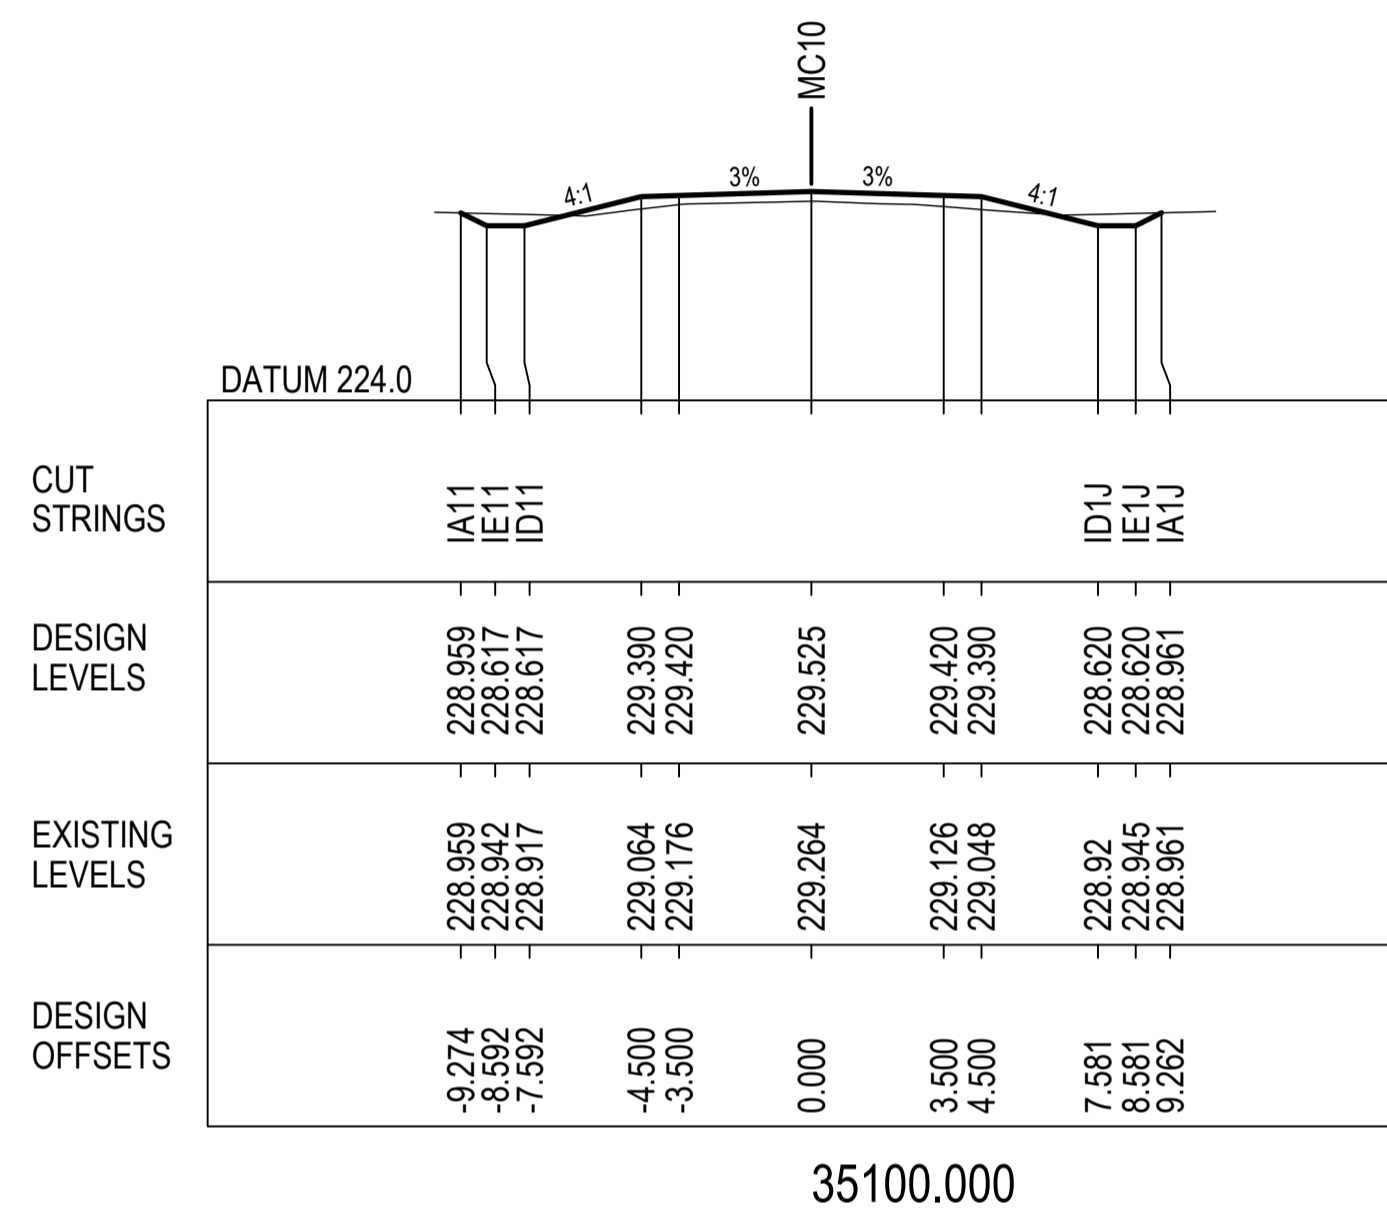 MC10
4:1 3% 3% 4:1
DATUM 224.0
CUT
STRINGS
IA11 IE11 ID11 ID1J IE1J IA1J
DESIGN
LEVELS
228.959 228.617 228.617 229.390 229.420 229.525 229.420 229.390 228.620 228.620 228.961
EXISTING
LEVELS
228.959 228.942 228.917 229.064 229.176 229.264 229.126 229.048 228.92 228.945 228.961
DESIGN
OFFSETS
-9.274 -8.592 -7.592 -4.500 -3.500 0.000 3.500 4.500 7.581 8.581 9.262
35100.000